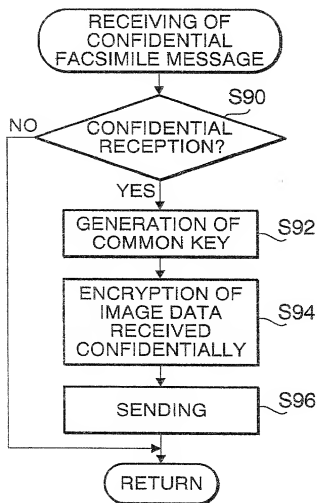 RECEIVING OF
CONFIDENTIAL
FACSIMILE MESSAGE
S90
NO
CONFIDENTIAL
RECEPTION?
YES
GENERATION OF
COMMON KEY
S92
ENCRYPTION OF
IMAGE DATA
RECEIVED
CONFIDENTIALLY
S94
SENDING
S96
RETURN